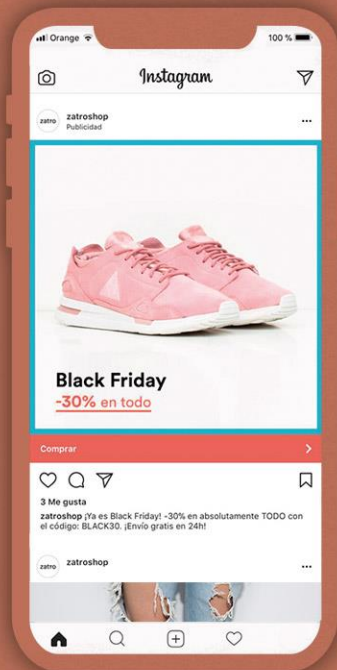 Orange
100 %
Instagram
zatro
zatroshop
Publicidad
Black Friday
-30% en todo
Comprar
3 Me gusta
zatroshop ¡Ya es Black Friday! -30% en absolutamente TODO con
el código: BLACK30. ¡Envío gratis en 24h!
zatro
zatroshop